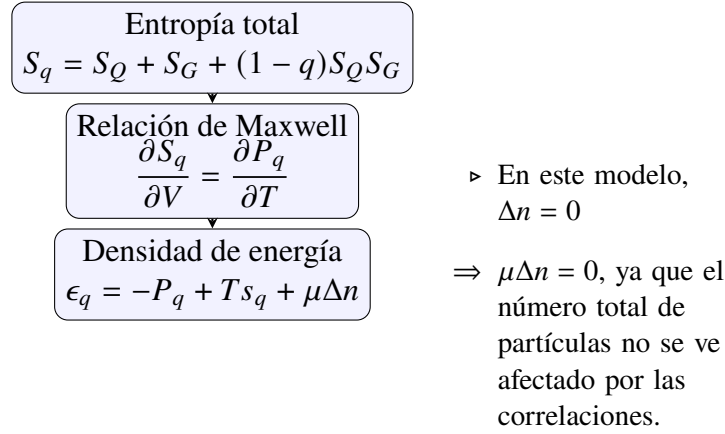 Entropía total
S_q = S_Q + S_G + (1 − q)S_Q S_G
Relación de Maxwell
∂S_q/∂V = ∂P_q/∂T
Densidad de energía
ϵ_q = −P_q + T s_q + μΔn
▹ En este modelo,
Δn = 0
⇒ μΔn = 0, ya que el
número total de
partículas no se ve
afectado por las
correlaciones.